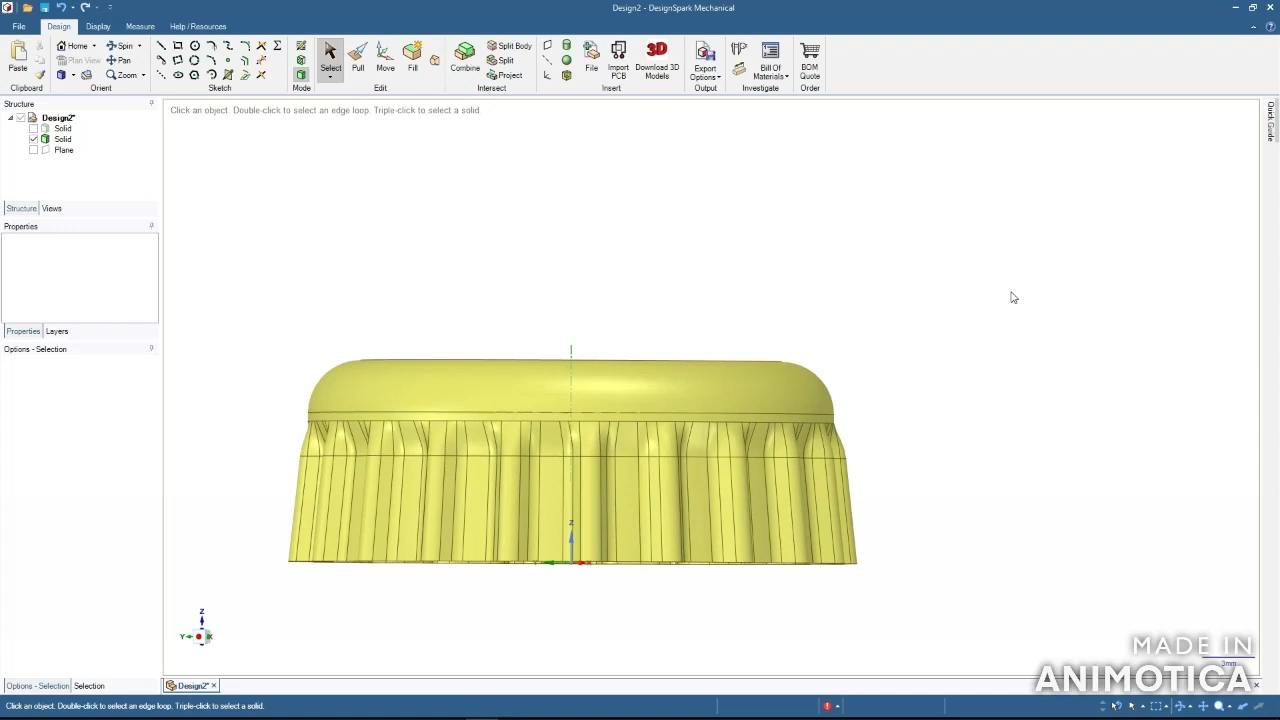 Design2 - DesignSpark Mechanical
File Design Display Measure Help / Resources
Paste
Home
Plan View
Spin
Pan
Zoom
Select
Pull
Move
Fill
Combine
Split Body
Split
Project
File
Import PCB
Download 3D Models
Export Options
Bill Of Materials
BOM Quote
Clipboard Orient Sketch Mode Edit Intersect Insert Output Investigate Order
Structure
Design2*
Solid
Solid
Plane
Structure Views
Properties
Properties Layers
Options - Selection
Options - Selection Selection
Click an object. Double-click to select an edge loop. Triple-click to select a solid.
Quick Guide
Z
Z
Y
X
3mm
MADE IN
ANIMOTICA
Design2*
Click an object. Double-click to select an edge loop. Triple-click to select a solid.